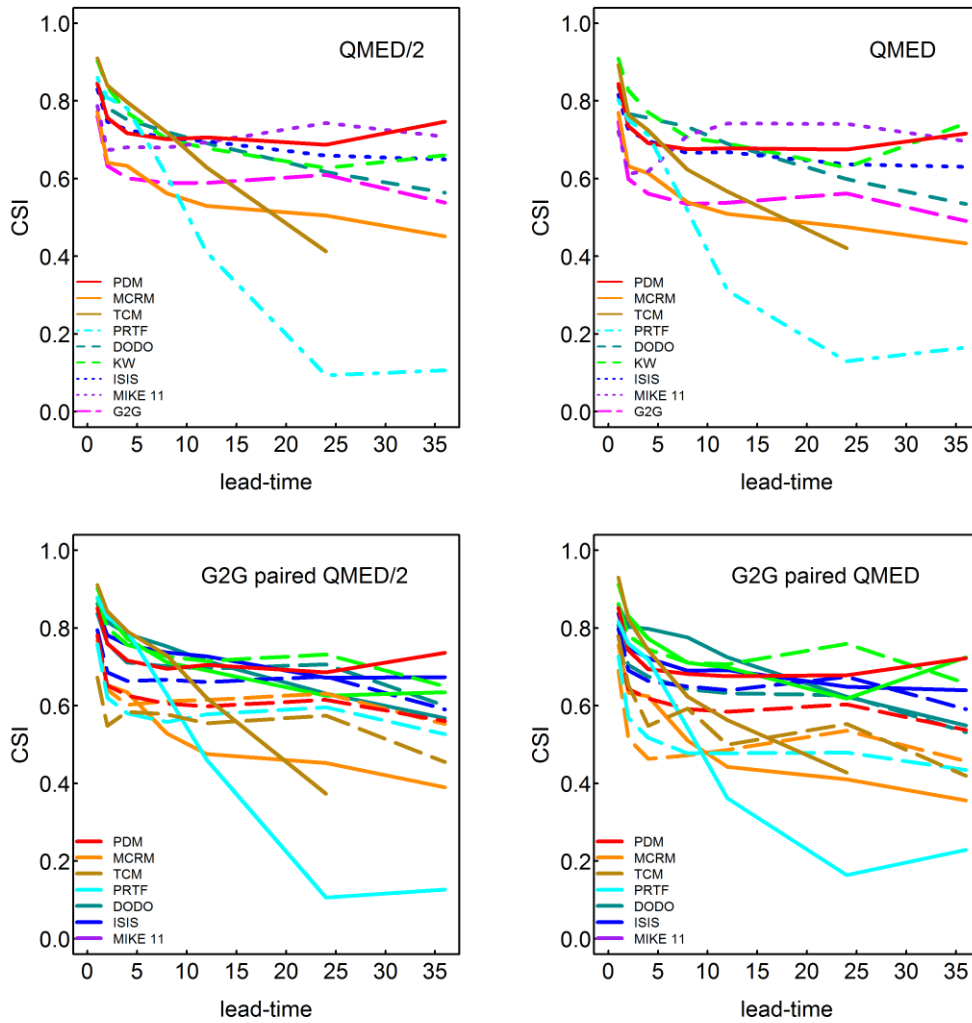 QMED/2
1.0
0.8
0.6
0.4
0.2
0.0
CSI
PDM
MCRM
TCM
PRTF
DODO
KW
ISIS
MIKE 11
G2G
0 5 10 15 20 25 30 35
lead-time
QMED
1.0
0.8
0.6
0.4
0.2
0.0
CSI
PDM
MCRM
TCM
PRTF
DODO
KW
ISIS
MIKE 11
G2G
0 5 10 15 20 25 30 35
lead-time
G2G paired QMED/2
1.0
0.8
0.6
0.4
0.2
0.0
CSI
PDM
MCRM
TCM
PRTF
DODO
ISIS
MIKE 11
0 5 10 15 20 25 30 35
lead-time
G2G paired QMED
1.0
0.8
0.6
0.4
0.2
0.0
CSI
PDM
MCRM
TCM
PRTF
DODO
ISIS
MIKE 11
0 5 10 15 20 25 30 35
lead-time